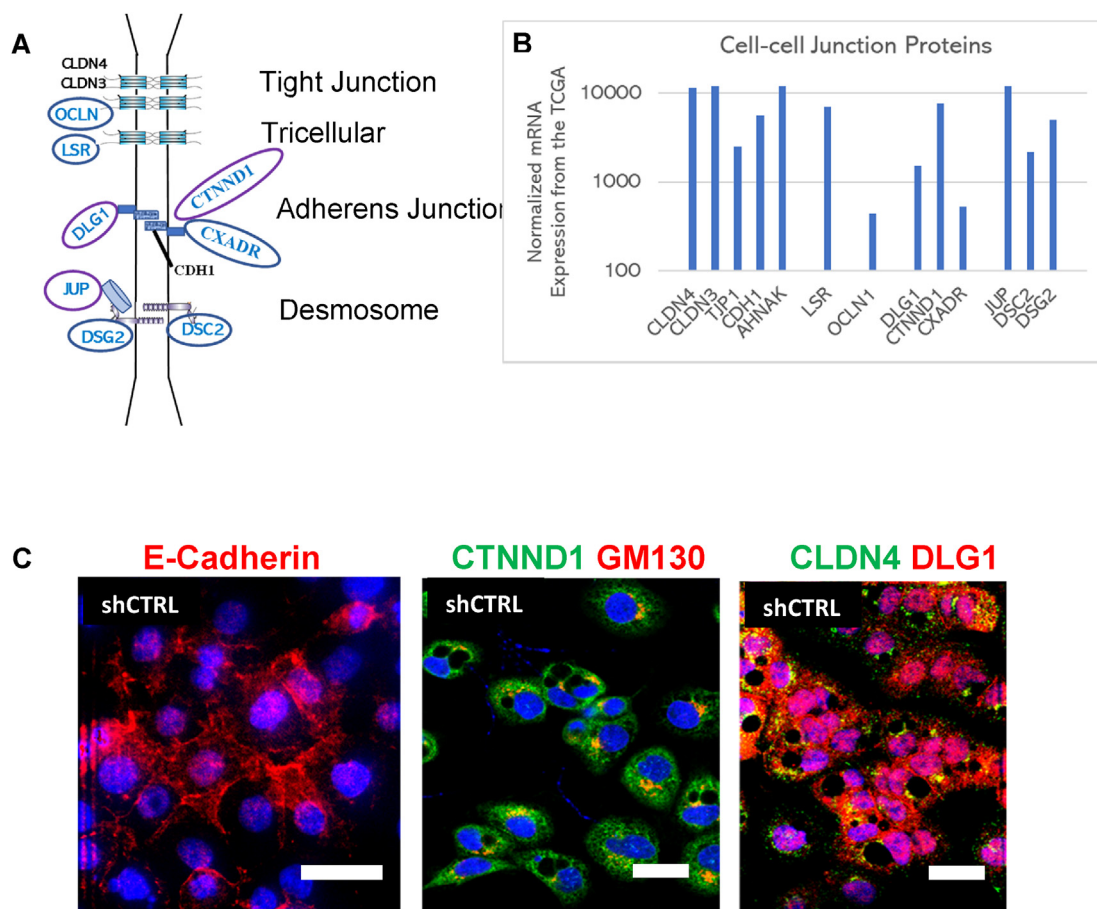 A
CLDN4
CLDN3
OCLN
LSR
Tight Junction
Tricellular
CTNND1
DLG1
Adherens Junction
CXADR
CDH1
JUP
Desmosome
DSG2
DSC2
B
Cell-cell Junction Proteins
Normalized mRNA
Expression from the TCGA
10000
1000
100
CLDN4
CLDN3
TJP1
CDH1
AHNAK
LSR
OCLN1
DLG1
CTNND1
CXADR
JUP
DSC2
DSG2
C
E-Cadherin
CTNND1 GM130
CLDN4 DLG1
shCTRL
shCTRL
shCTRL